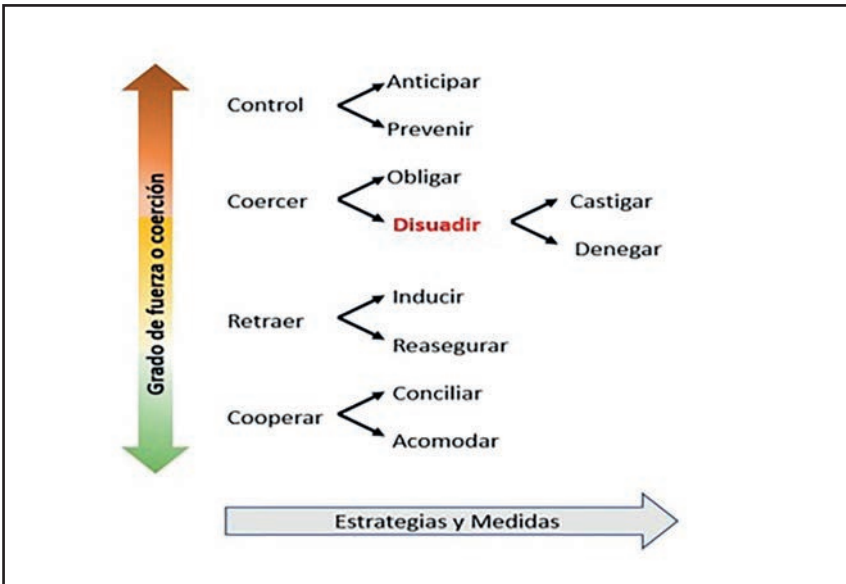 Grado de fuerza o coerción
Control
Anticipar
Prevenir
Coercer
Obligar
Disuadir
Castigar
Denegar
Retraer
Inducir
Reasegurar
Cooperar
Conciliar
Acomodar
Estrategias y Medidas